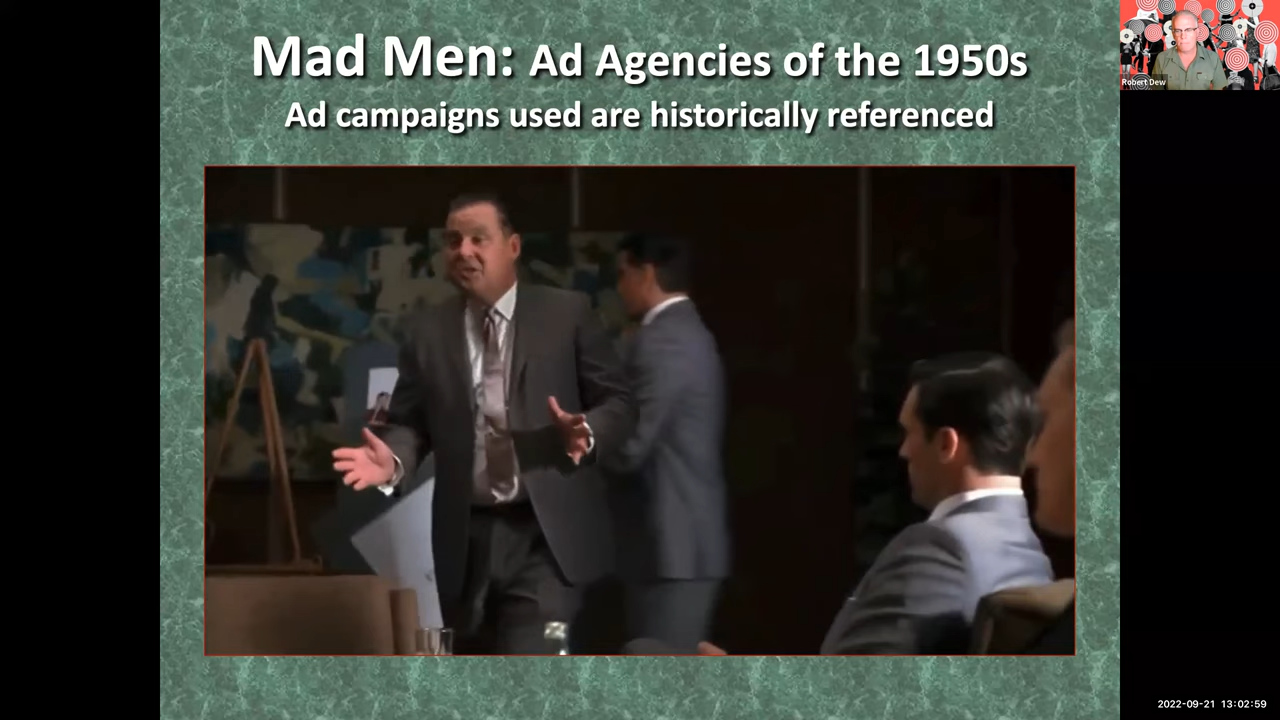 Mad Men: Ad Agencies of the 1950s
Ad campaigns used are historically referenced
Robert Dew
2022-09-21 13:02:59